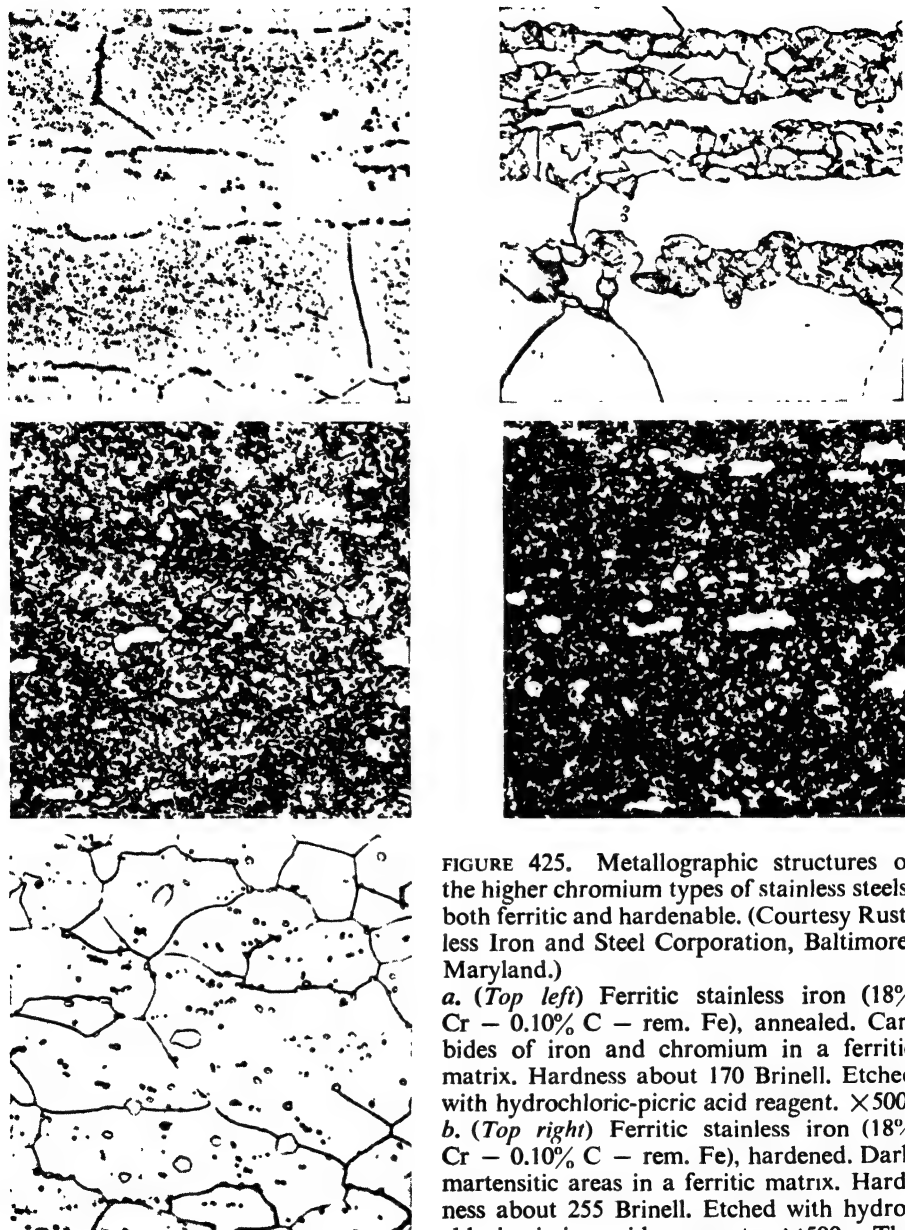 FIGURE 425. Metallographic structures o
the higher chromium types of stainless steels
both ferritic and hardenable. (Courtesy Rust
less Iron and Steel Corporation, Baltimore
Maryland.)
a. (Top left) Ferritic stainless iron (18%
Cr – 0.10% C – rem. Fe), annealed. Car
bides of iron and chromium in a ferritic
matrix. Hardness about 170 Brinell. Etched
with hydrochloric-picric acid reagent. ×500
b. (Top right) Ferritic stainless iron (18%
Cr – 0.10% C – rem. Fe), hardened. Dark
martensitic areas in a ferritic matrix. Hard
ness about 255 Brinell. Etched with hydro